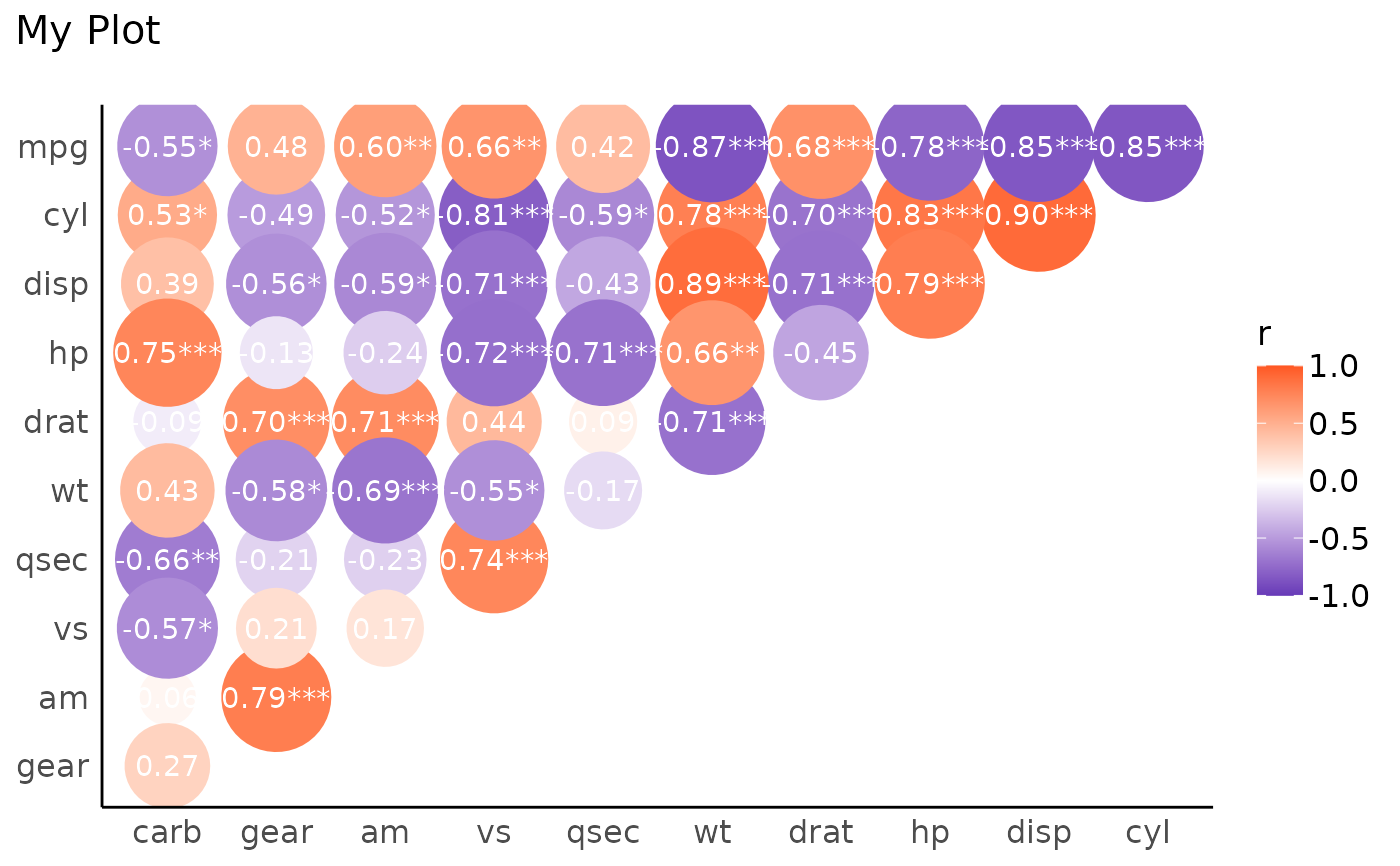 My Plot
mpg -0.55* 0.48 0.60** 0.66** 0.42 -0.87*** 0.68*** -0.78*** -0.85*** -0.85***
cyl 0.53* -0.49 -0.52* -0.81*** -0.59* 0.78*** -0.70*** 0.83*** 0.90***
disp 0.39 -0.56* -0.59* -0.71*** -0.43 0.89*** -0.71*** 0.79***
hp 0.75*** -0.13 -0.24 -0.72*** -0.71*** 0.66** -0.45
drat -0.09 0.70*** 0.71*** 0.44 0.09 -0.71***
wt 0.43 -0.58* -0.69*** -0.55* -0.17
qsec -0.66** -0.21 -0.23 0.74***
vs -0.57* 0.21 0.17
am 0.06 0.79***
gear 0.27
carb gear am vs qsec wt drat hp disp cyl
r
1.0
0.5
0.0
-0.5
-1.0